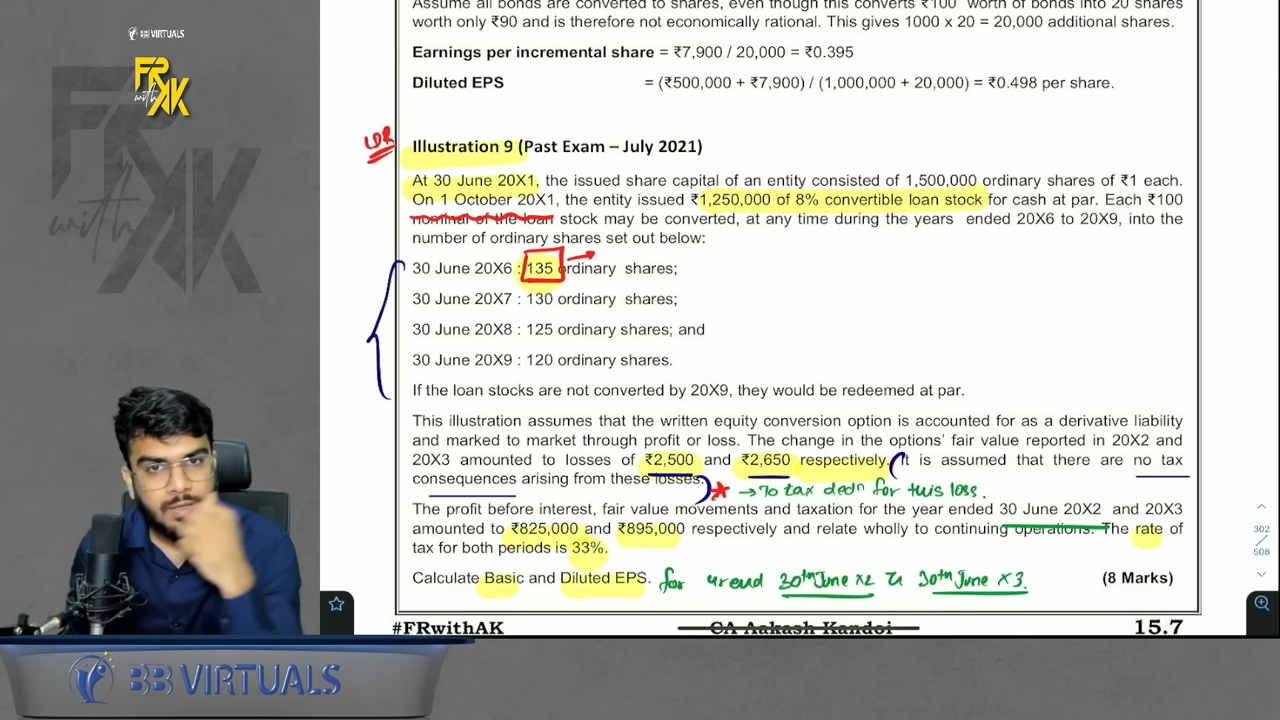 BB VIRTUALS
FR
with
AK
FR
with
AK
Assume all bonds are converted to shares, even though this converts ₹100 worth of bonds into 20 shares
worth only ₹90 and is therefore not economically rational. This gives 1000 x 20 = 20,000 additional shares.
Earnings per incremental share = ₹7,900 / 20,000 = ₹0.395
Diluted EPS = (₹500,000 + ₹7,900) / (1,000,000 + 20,000) = ₹0.498 per share.
Illustration 9 (Past Exam – July 2021)
At 30 June 20X1, the issued share capital of an entity consisted of 1,500,000 ordinary shares of ₹1 each.
On 1 October 20X1, the entity issued ₹1,250,000 of 8% convertible loan stock for cash at par. Each ₹100
nominal of the loan stock may be converted, at any time during the years ended 20X6 to 20X9, into the
number of ordinary shares set out below:
30 June 20X6 : 135 ordinary shares;
30 June 20X7 : 130 ordinary shares;
30 June 20X8 : 125 ordinary shares; and
30 June 20X9 : 120 ordinary shares.
If the loan stocks are not converted by 20X9, they would be redeemed at par.
This illustration assumes that the written equity conversion option is accounted for as a derivative liability
and marked to market through profit or loss. The change in the options' fair value reported in 20X2 and
20X3 amounted to losses of ₹2,500 and ₹2,650 respectively. It is assumed that there are no tax
consequences arising from these losses.
tax dedn for this loss.
The profit before interest, fair value movements and taxation for the year ended 30 June 20X2 and 20X3
amounted to ₹825,000 and ₹895,000 respectively and relate wholly to continuing operations. The rate of
tax for both periods is 33%.
Calculate Basic and Diluted EPS. for yrend 30th June X2 & 30th June X3. (8 Marks)
#FRwithAK CA Aakash Kandoi 15.7
302
508
BB VIRTUALS